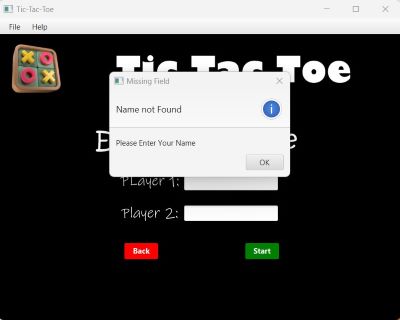 Tic-Tac-Toe
File Help
Tic Tac Toe
Missing Field
Name not Found
Please Enter Your Name
OK
PLayer 1:
Player 2:
Back
Start